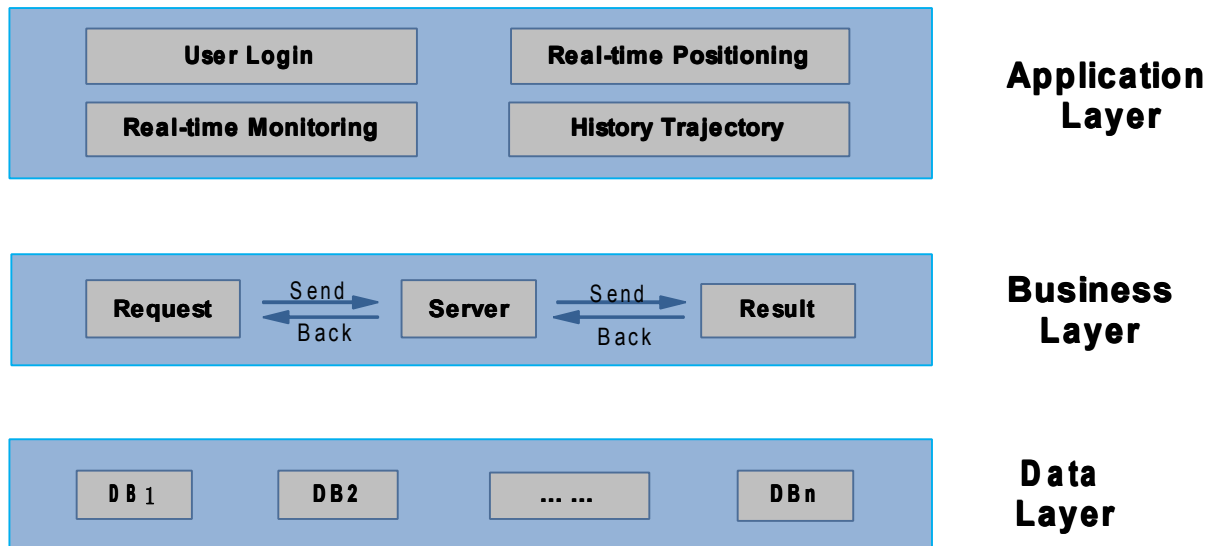 User Login
Real-time Positioning
Real-time Monitoring
History Trajectory
Application
Layer
Request
Send
Back
Server
Send
Back
Result
Business
Layer
DB1
DB2
... ...
DBn
Data
Layer